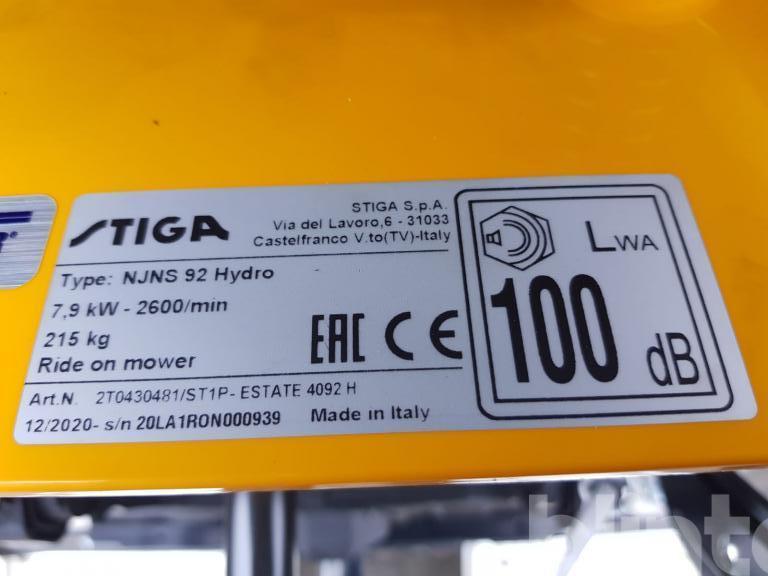 STIGA
STIGA S.p.A.
Via del Lavoro,6 - 31033
Castelfranco V.to(TV)-Italy
Type: NJNS 92 Hydro
7,9 kW - 2600/min
215 kg
Ride on mower
EAC CE
Art.N. 2T0430481/ST1P- ESTATE 4092 H
12/2020- s/n 20LA1RON000939 Made in Italy
LWA
100
dB